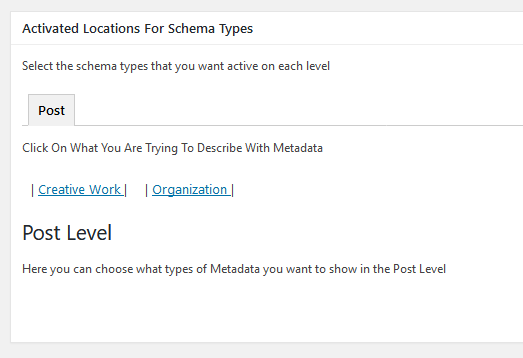 Activated Locations For Schema Types
Select the schema types that you want active on each level
Post
Click On What You Are Trying To Describe With Metadata
| Creative Work | | Organization |
Post Level
Here you can choose what types of Metadata you want to show in the Post Level